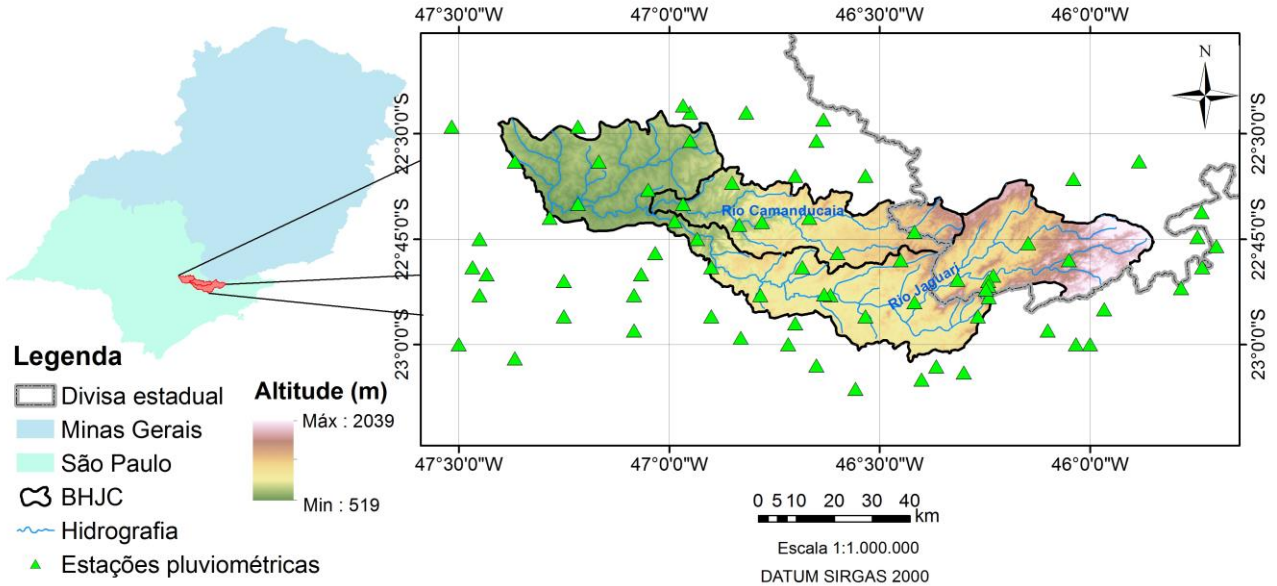 47°30'0"W 47°0'0"W 46°30'0"W 46°0'0"W
N
22°30'0"S 22°30'0"S
Rio Camanducaia
22°45'0"S 22°45'0"S
Rio Jaguari
23°0'0"S 23°0'0"S
47°30'0"W 47°0'0"W 46°30'0"W 46°0'0"W
Legenda
Divisa estadual
Minas Gerais
São Paulo
BHJC
Hidrografia
Estações pluviométricas
Altitude (m)
Máx : 2039
Min : 519
0 5 10 20 30 40
km
Escala 1:1.000.000
DATUM SIRGAS 2000